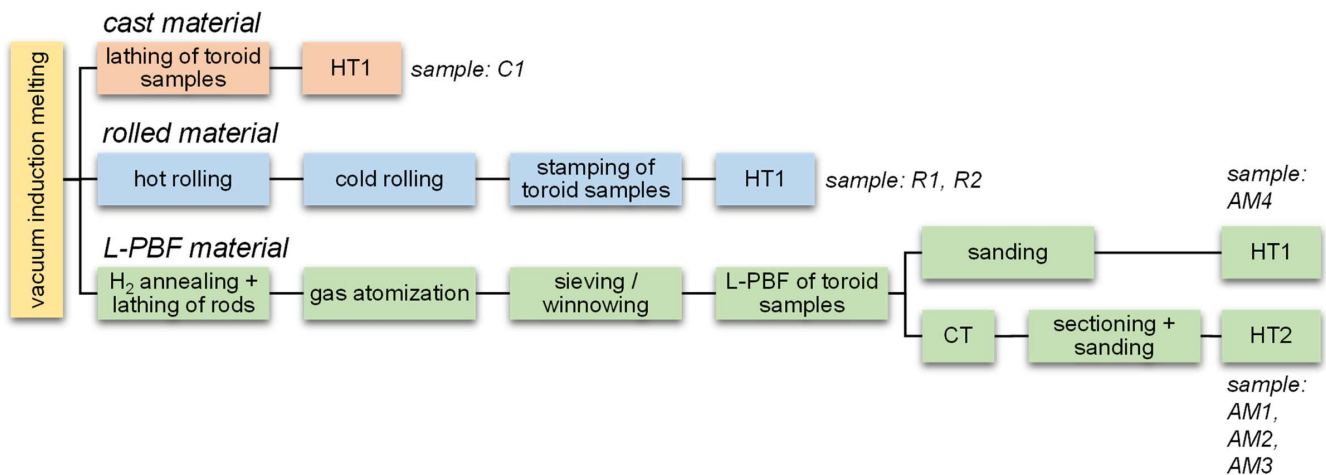 vacuum induction melting
cast material
lathing of toroid
samples
HT1
sample: C1
rolled material
hot rolling
cold rolling
stamping of
toroid samples
HT1
sample: R1, R2
L-PBF material
H₂ annealing +
lathing of rods
gas atomization
sieving /
winnowing
L-PBF of toroid
samples
sanding
HT1
sample:
AM4
CT
sectioning +
sanding
HT2
sample:
AM1,
AM2,
AM3